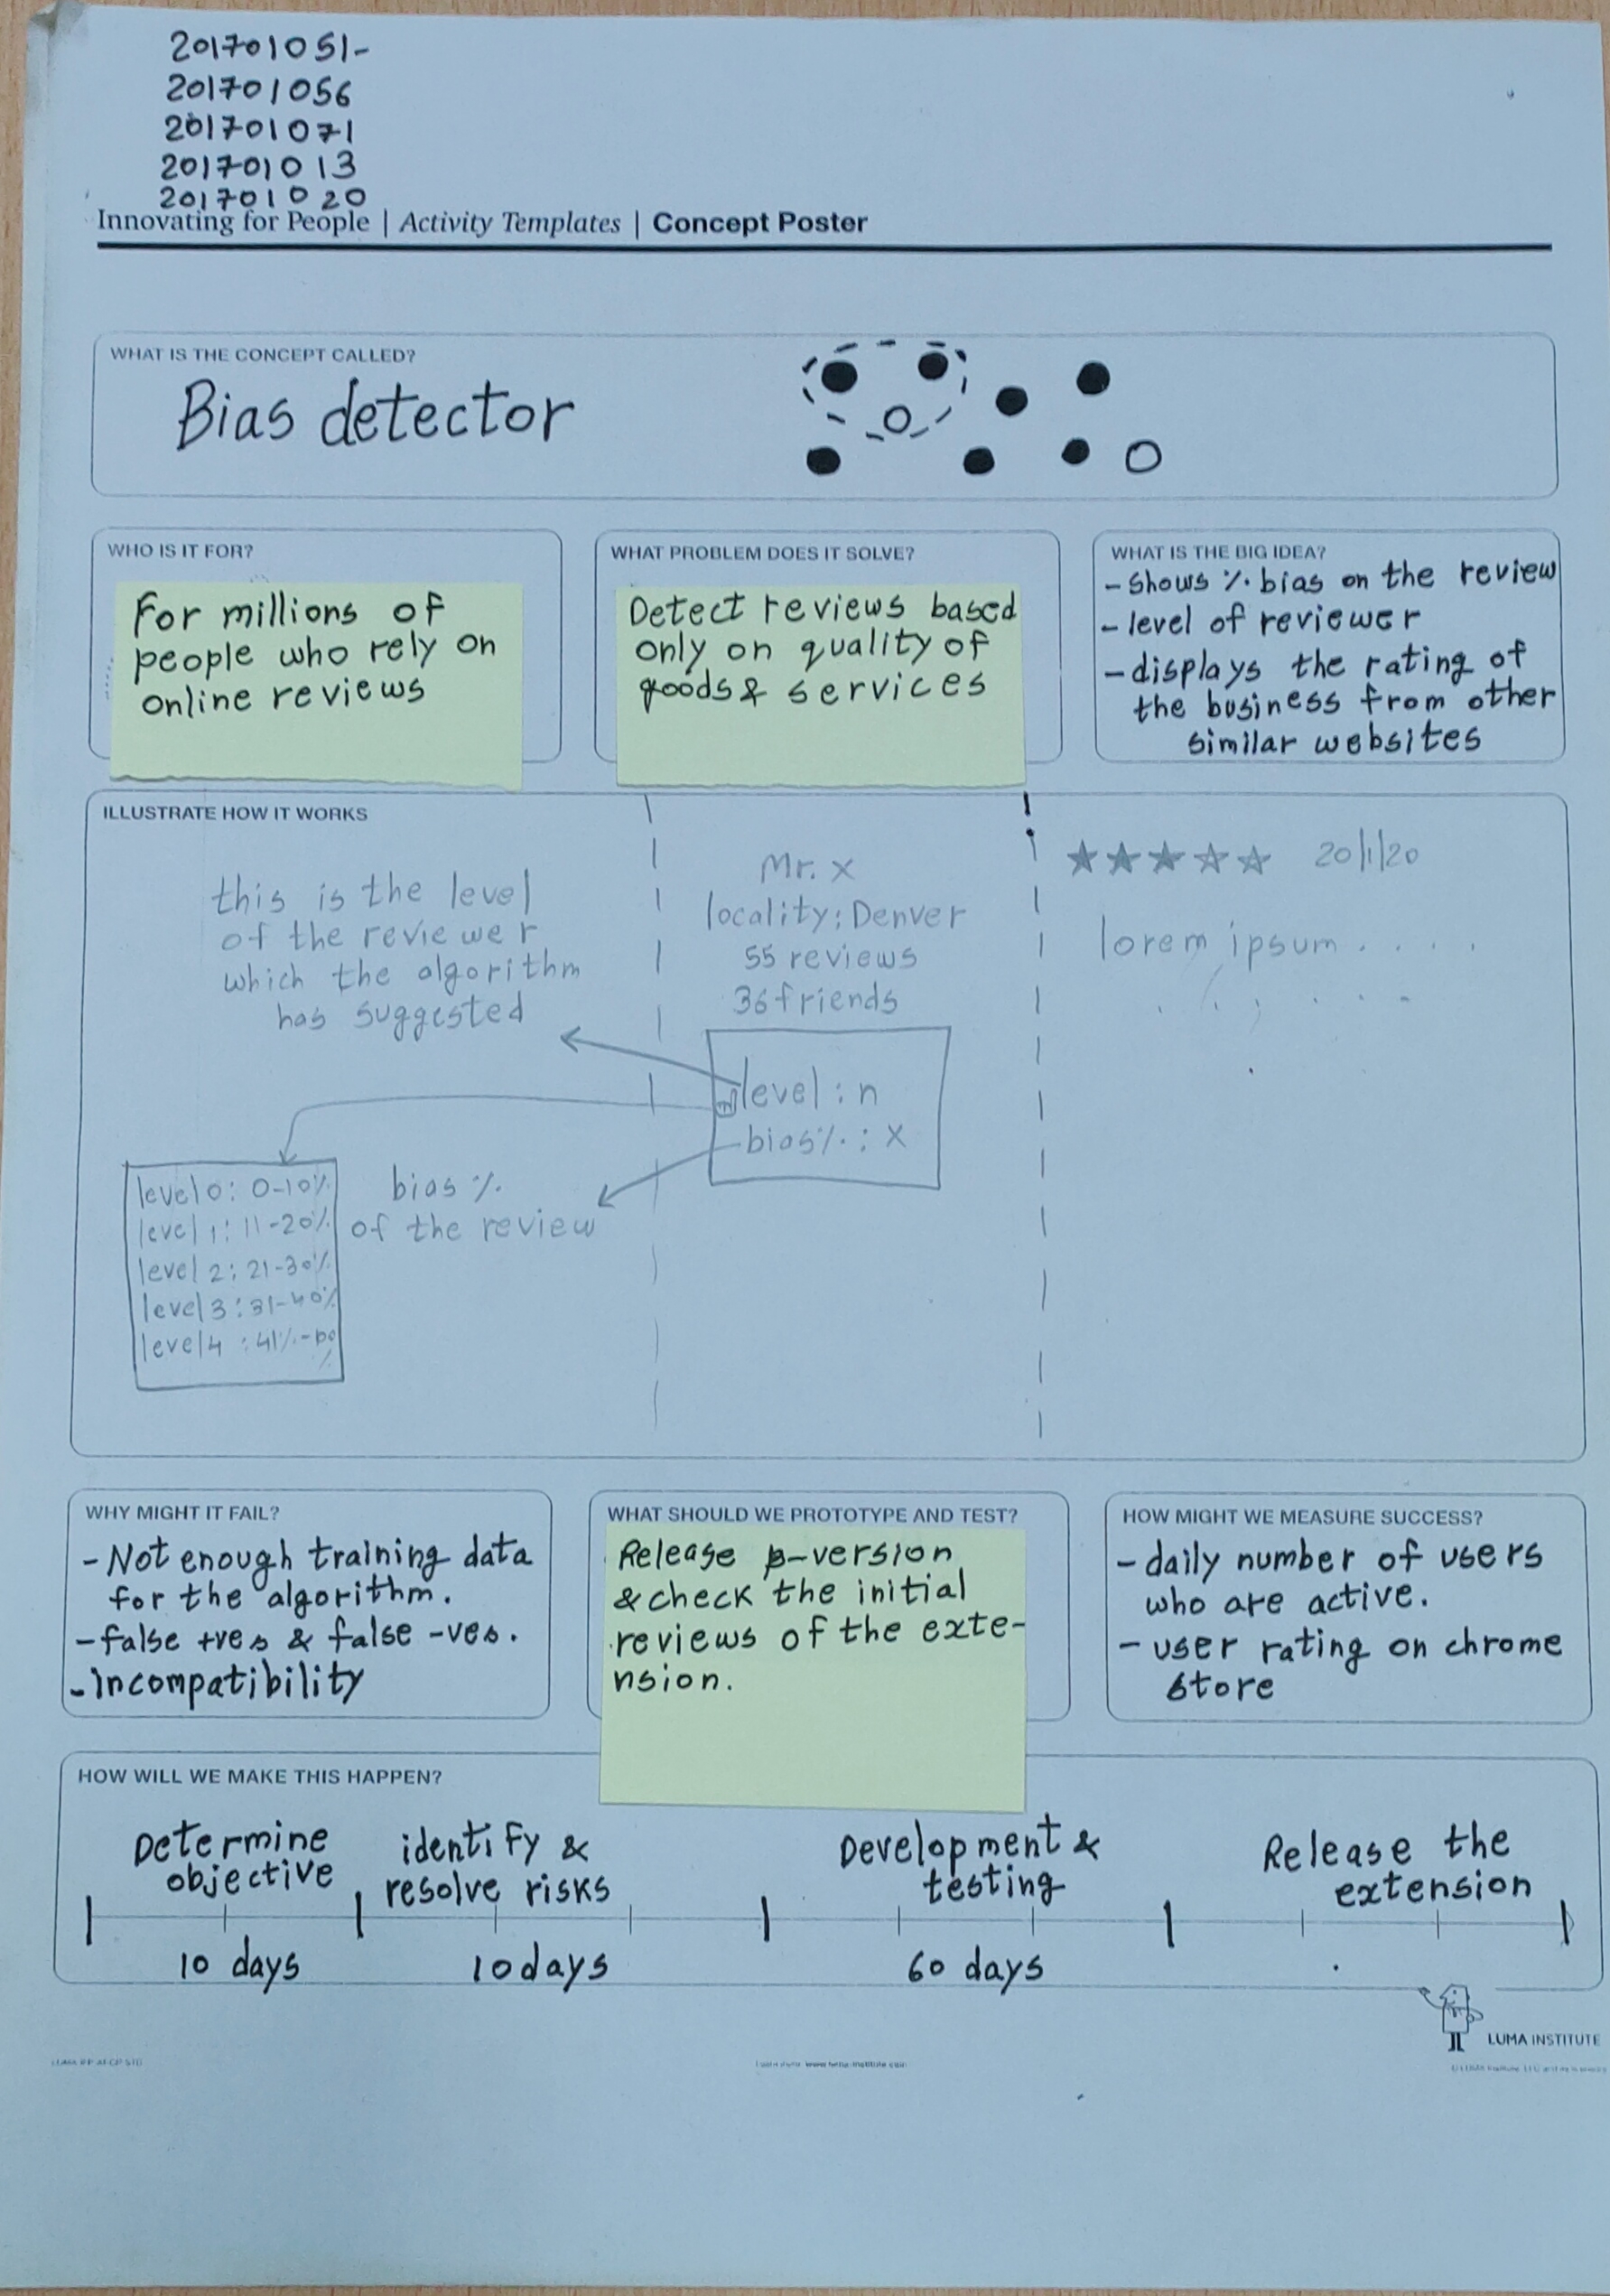 201701051-
201701056
201701071
201701013
201701020
Innovating for People | Activity Templates | Concept Poster
WHAT IS THE CONCEPT CALLED?
Bias detector
WHO IS IT FOR?
For millions of
people who rely on
online reviews
WHAT PROBLEM DOES IT SOLVE?
Detect reviews based
only on quality of
goods & services
WHAT IS THE BIG IDEA?
- Shows % bias on the review
- level of reviewer
- displays the rating of
the business from other
similar websites
ILLUSTRATE HOW IT WORKS
this is the level
of the reviewer
which the algorithm
has suggested
level 0: 0-10%
level 1: 11-20%
level 2: 21-30%
level 3: 31-40%
level 4 : 41%-
%
bias %
of the review
Mr. X
locality: Denver
55 reviews
36 friends
level : n
bias% : X
★★★★★ 20/1/20
lorem ipsum . . . .
WHY MIGHT IT FAIL?
- Not enough training data
for the algorithm.
- false +ves & false -ves.
- Incompatibility
WHAT SHOULD WE PROTOTYPE AND TEST?
Release β-version
& check the initial
reviews of the exte-
nsion.
HOW MIGHT WE MEASURE SUCCESS?
- daily number of users
who are active.
- user rating on chrome
store
HOW WILL WE MAKE THIS HAPPEN?
Determine
objective
10 days
identify &
resolve risks
10 days
Development &
testing
60 days
Release the
extension
LUMA INSTITUTE